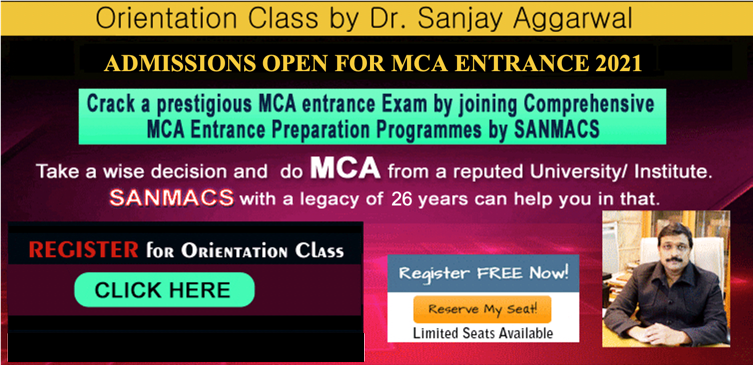 Orientation Class by Dr. Sanjay Aggarwal
ADMISSIONS OPEN FOR MCA ENTRANCE 2021
Crack a prestigious MCA entrance Exam by joining Comprehensive
MCA Entrance Preparation Programmes by SANMACS
Take a wise decision and do MCA from a reputed University/ Institute.
SANMACS with a legacy of 26 years can help you in that.
REGISTER for Orientation Class
CLICK HERE
Register FREE Now!
Reserve My Seat!
Limited Seats Available